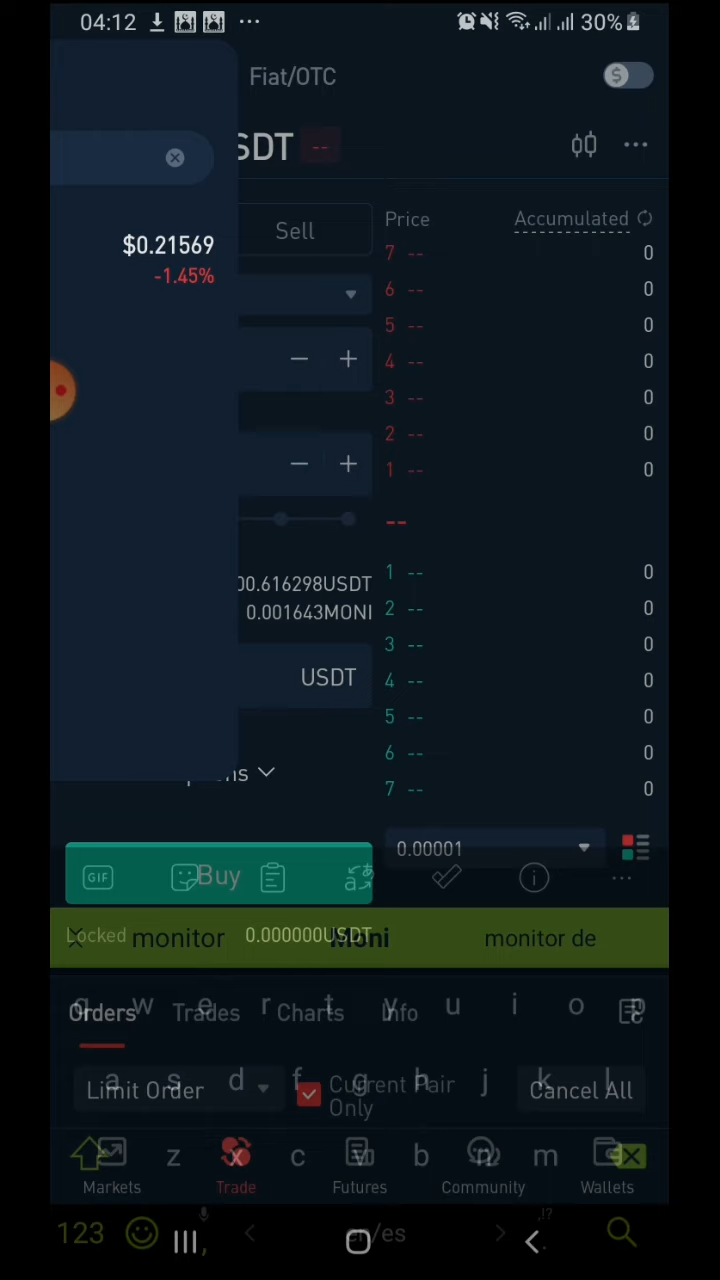 04:12 30%
Fiat/OTC
SDT --
$0.21569
-1.45%
Sell
Price Accumulated
7 -- 0
6 -- 0
5 -- 0
4 -- 0
3 -- 0
2 -- 0
1 -- 0
--
00.616298USDT
0.001643MONI
USDT
1 -- 0
2 -- 0
3 -- 0
4 -- 0
5 -- 0
6 -- 0
7 -- 0
0.00001
GIF Buy
Locked 0.000000USDT
monitor Moni monitor de
q w e r t y u i o p
Orders Trades Charts Info
a s d f g h j k l
Limit Order Current Pair Only Cancel All
z x c v b n m
Markets Trade Futures Community Wallets
123 , en/es .
!?